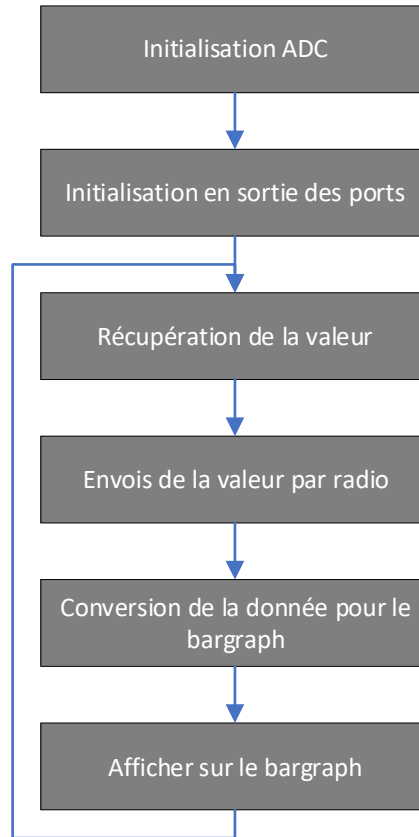 Initialisation ADC
Initialisation en sortie des ports
Récupération de la valeur
Envois de la valeur par radio
Conversion de la donnée pour le
bargraph
Afficher sur le bargraph